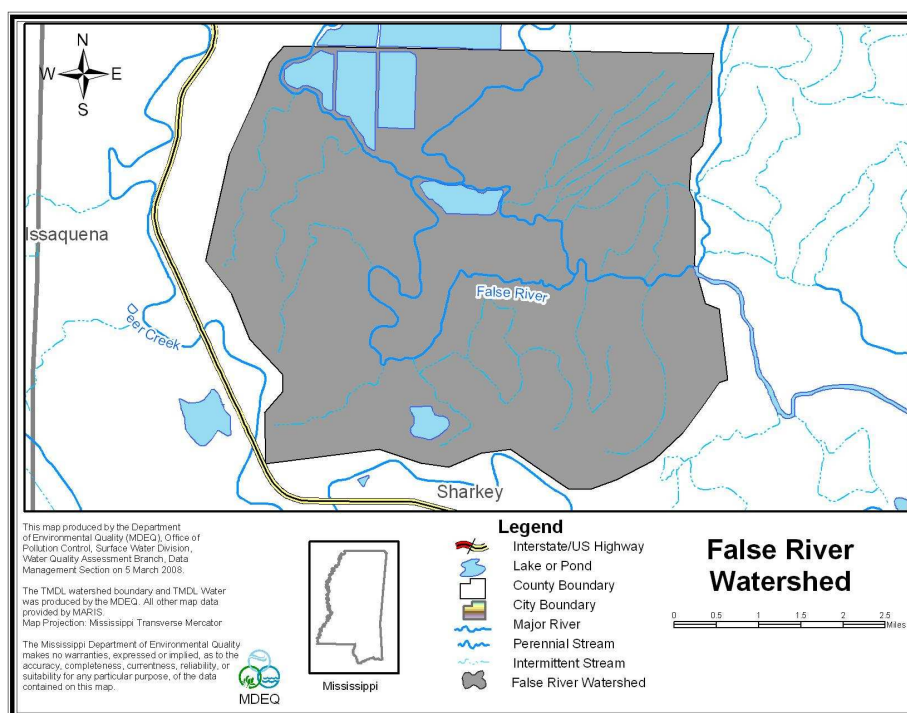 N
W E
S
Issaquena
Deer Creek
False River
Sharkey
This map produced by the Department
of Environmental Quality (MDEQ), Office of
Pollution Control, Surface Water Division,
Water Quality Assessment Branch, Data
Management Section on 5 March 2008.
The TMDL watershed boundary and TMDL Water
was produced by the MDEQ. All other map data
provided by MARIS.
Map Projection: Mississippi Transverse Mercator
The Mississippi Department of Environmental Quality
makes no warranties, expressed or implied, as to the
accuracy, completeness, currentness, reliability, or
suitability for any particular purpose, of the data
contained on this map.
MDEQ
Mississippi
Legend
Interstate/US Highway
Lake or Pond
County Boundary
City Boundary
Major River
Perennial Stream
Intermittent Stream
False River Watershed
False River
Watershed
0 0.5 1 1.5 2 2.5
Miles